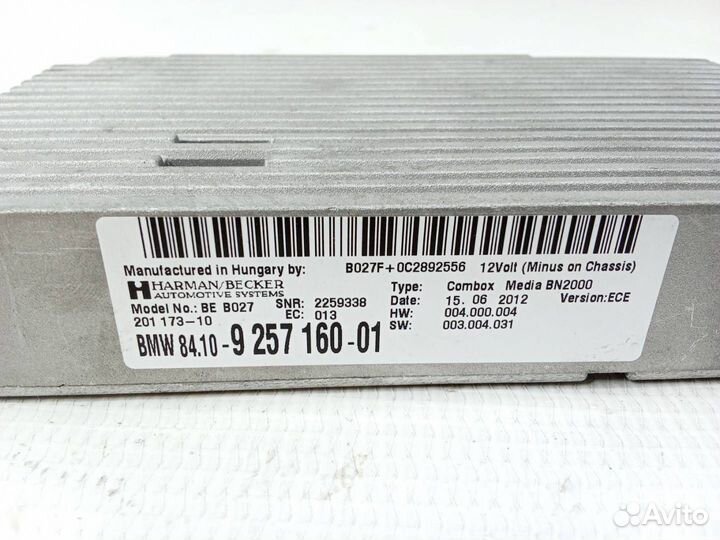 Manufactured in Hungary by: B027F+0C2892556 12Volt (Minus on Chassis)
HARMAN/BECKER
AUTOMOTIVE SYSTEMS
Model No.: BE B027 SNR: 2259338
201 173-10 EC: 013
BMW 84.10-9 257 160-01
Type: Combox Media BN2000
Date: 15. 06 2012 Version:ECE
HW: 004.000.004
SW: 003.004.031
Avito